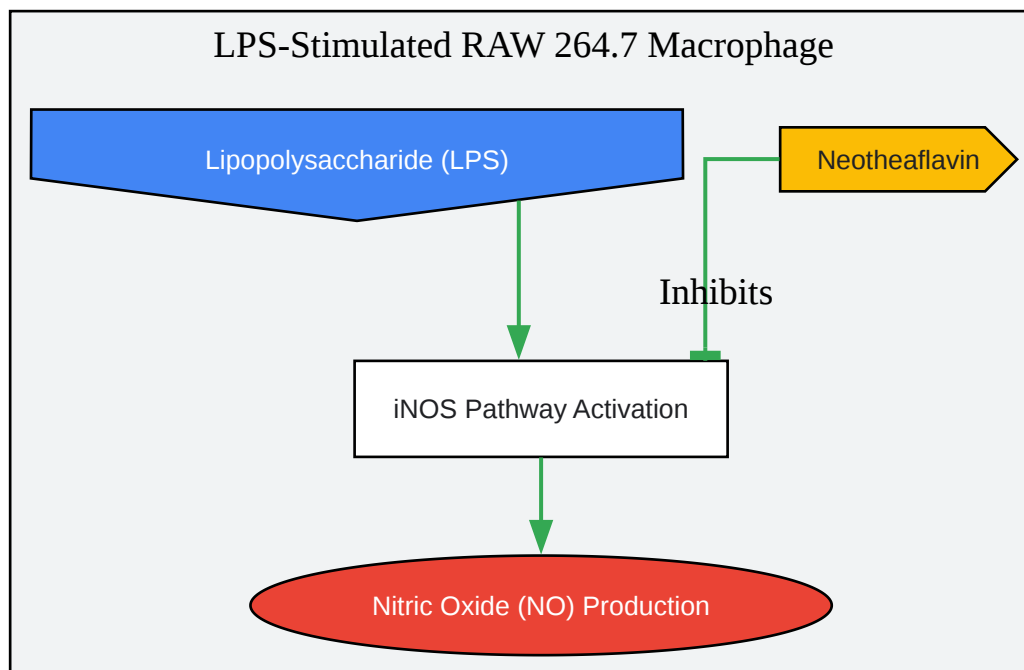 LPS-Stimulated RAW 264.7 Macrophage
Lipopolysaccharide (LPS)
Neotheaflavin
Inhibits
iNOS Pathway Activation
Nitric Oxide (NO) Production